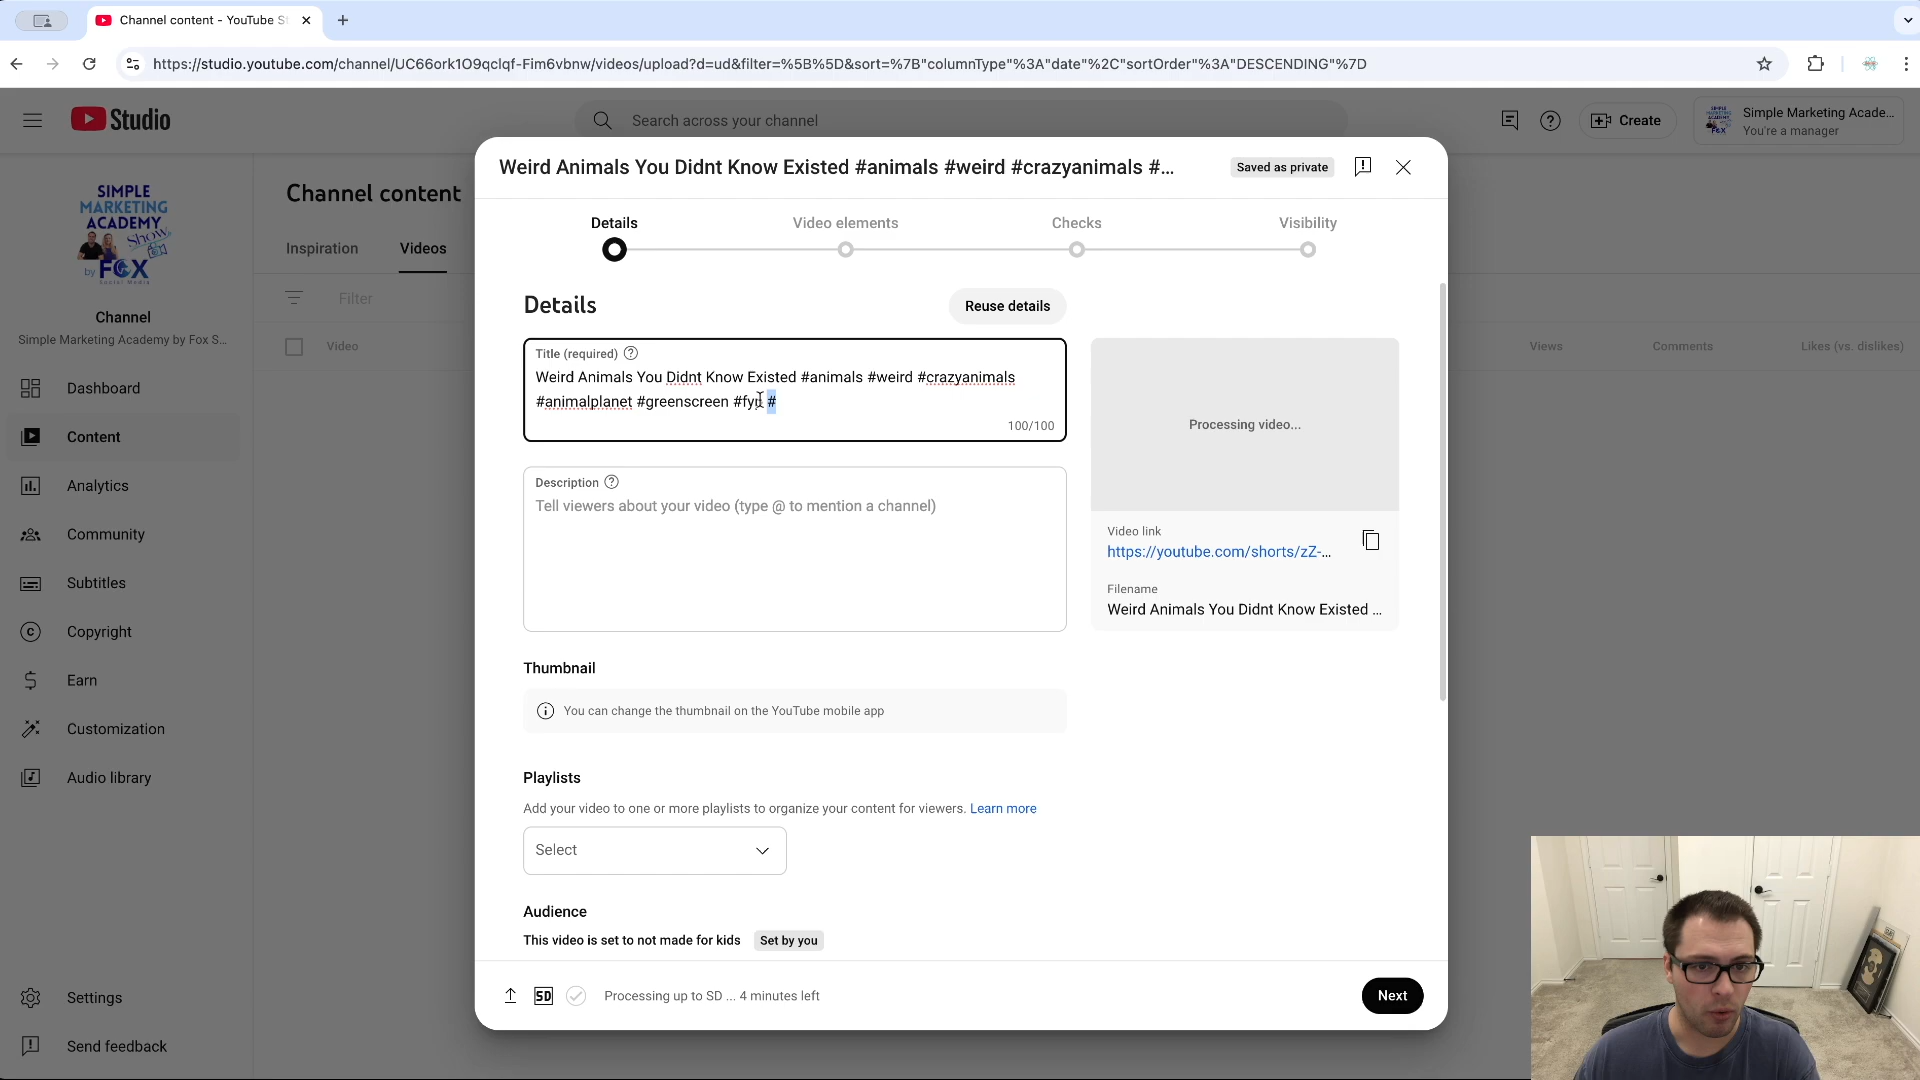 Channel content - YouTube S
https://studio.youtube.com/channel/UC66ork1O9qclqf-Fim6vbnw/videos/upload?d=ud&filter=%5B%5D&sort=%7B"columnType"%3A"date"%2C"sortOrder"%3A"DESCENDING"%7D
Studio
Search across your channel
Create
Simple Marketing Acade...
You're a manager
SIMPLE
MARKETING
ACADEMY
Show
by FOX
Social Media
Channel
Simple Marketing Academy by Fox S...
Dashboard
Content
Analytics
Community
Subtitles
Copyright
Earn
Customization
Audio library
Settings
Send feedback
Channel content
Inspiration
Videos
Filter
Video
Views
Comments
Likes (vs. dislikes)
Weird Animals You Didnt Know Existed #animals #weird #crazyanimals #...
Saved as private
Details
Video elements
Checks
Visibility
Details
Reuse details
Title (required)
Weird Animals You Didnt Know Existed #animals #weird #crazyanimals
#animalplanet #greenscreen #fyp #
100/100
Description
Tell viewers about your video (type @ to mention a channel)
Processing video...
Video link
https://youtube.com/shorts/zZ-...
Filename
Weird Animals You Didnt Know Existed ...
Thumbnail
You can change the thumbnail on the YouTube mobile app
Playlists
Add your video to one or more playlists to organize your content for viewers. Learn more
Select
Audience
This video is set to not made for kids
Set by you
SD
Processing up to SD ... 4 minutes left
Next